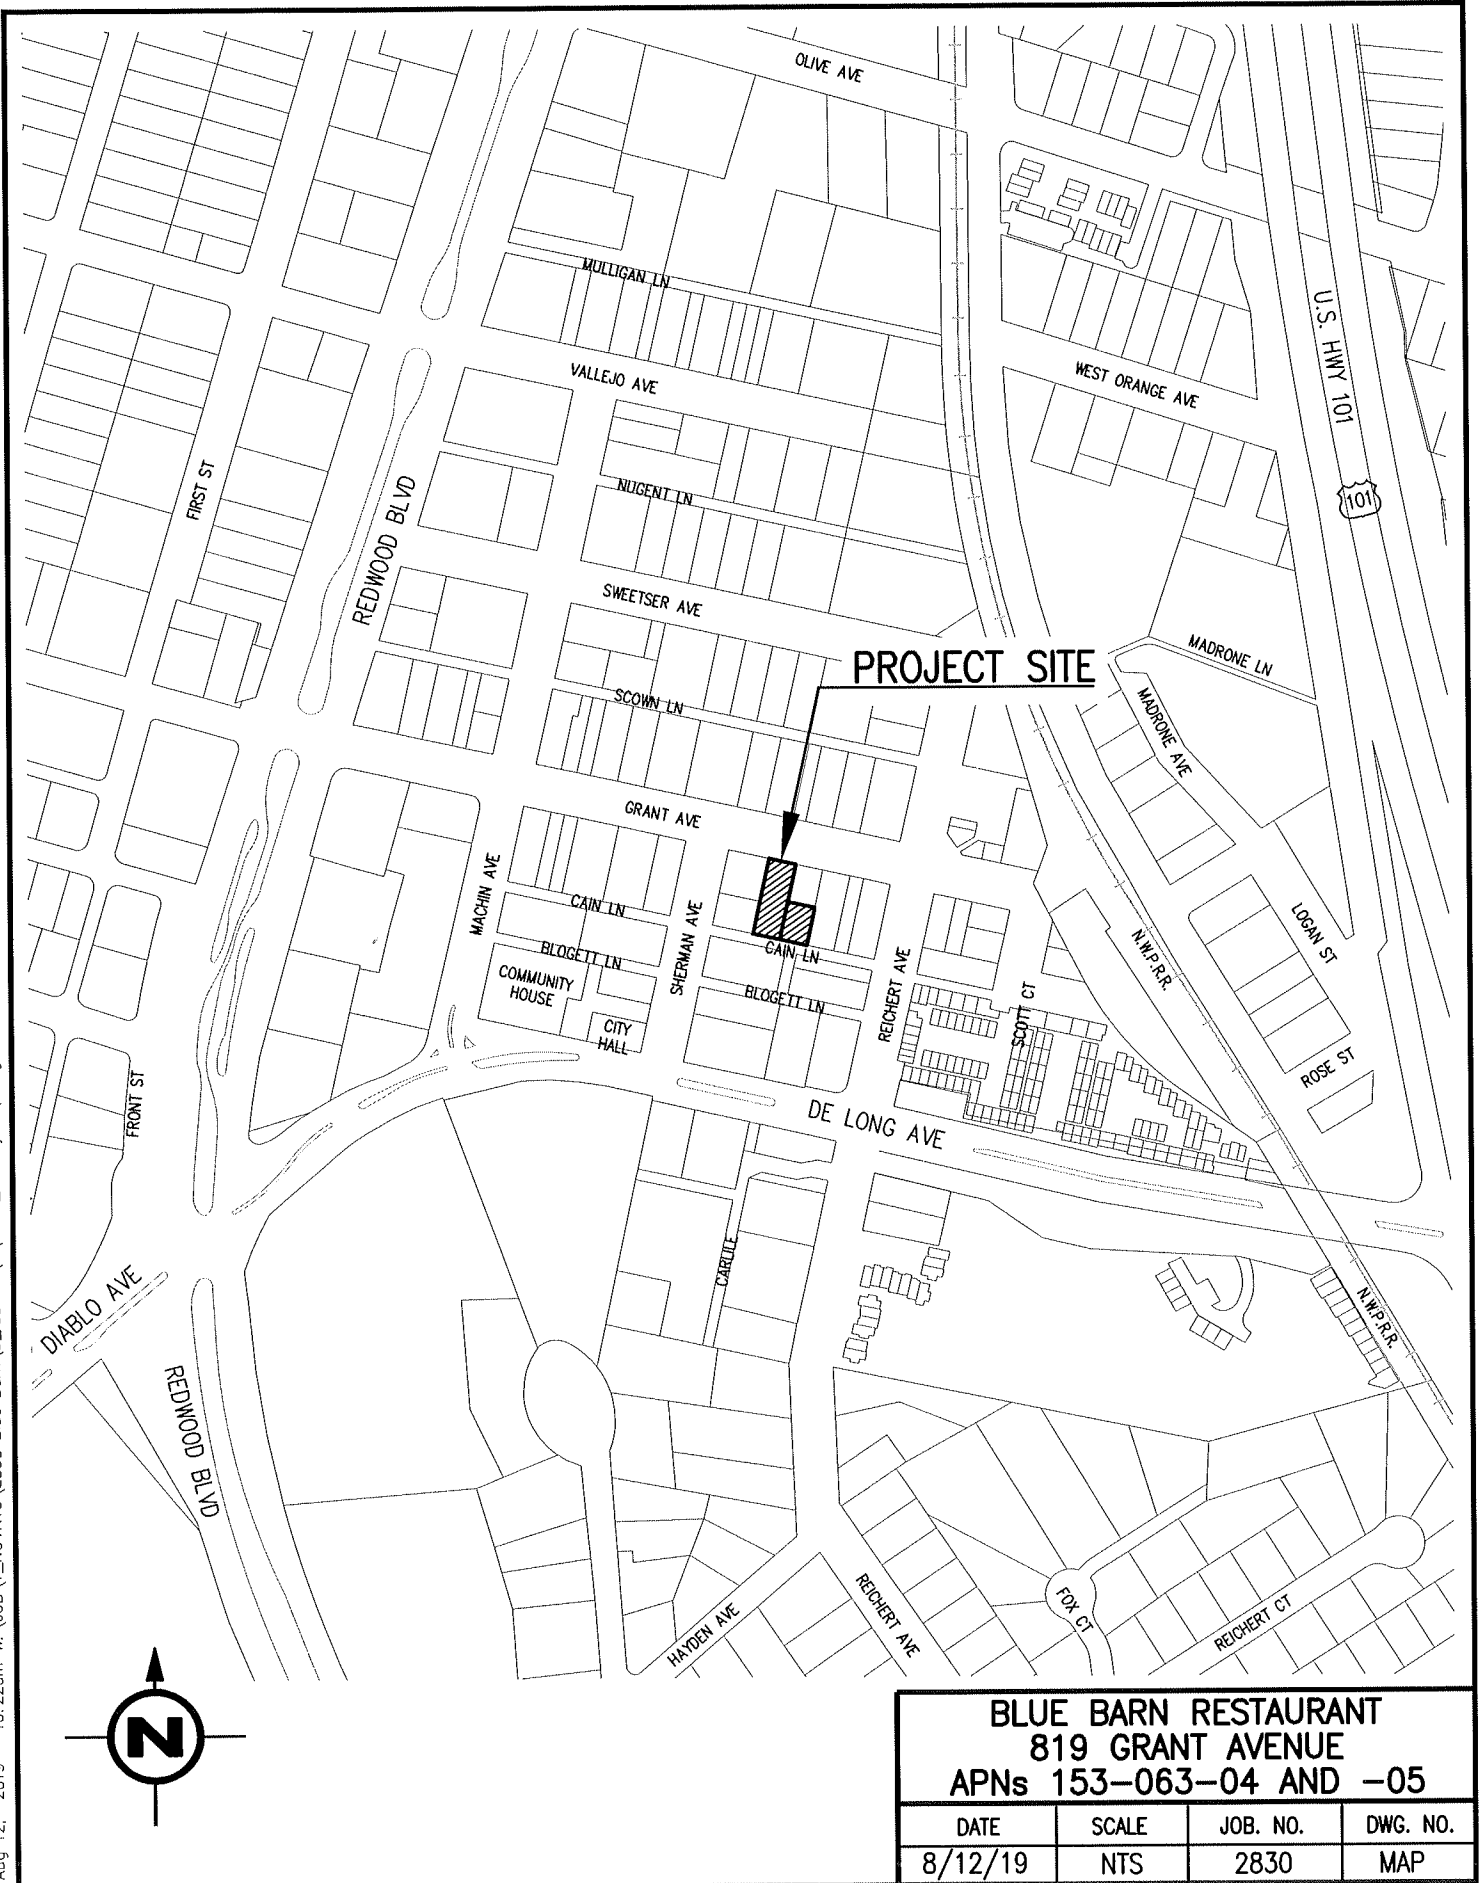 OLIVE AVE
MULLIGAN LN
U.S. HWY 101
VALLEJO AVE
WEST ORANGE AVE
FIRST ST
REDWOOD BLVD
NUGENT LN
101
SWEETSER AVE
PROJECT SITE
MADRONE LN
SCOWN LN
MADRONE AVE
GRANT AVE
MACHIN AVE
CAIN LN
SHERMAN AVE
BLOGETT LN
CAIN LN
LOGAN ST
N.W.P.R.R.
COMMUNITY
HOUSE
BLOGETT LN
REICHERT AVE
SCOTT CT
CITY
HALL
ROSE ST
FRONT ST
DE LONG AVE
CARLILE
DIABLO AVE
N.W.P.R.R.
REDWOOD BLVD
HAYDEN AVE
REICHERT AVE
FOX CT
REICHERT CT
N
BLUE BARN RESTAURANT
819 GRANT AVENUE
APNs 153-063-04 AND -05
DATE SCALE JOB. NO. DWG. NO.
8/12/19 NTS 2830 MAP